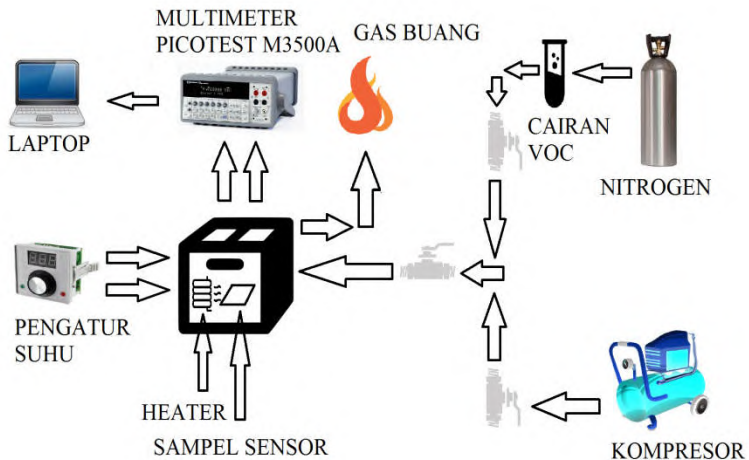 MULTIMETER
PICOTEST M3500A
GAS BUANG
LAPTOP
CAIRAN
VOC
NITROGEN
PENGATUR
SUHU
HEATER
SAMPEL SENSOR
KOMPRESOR